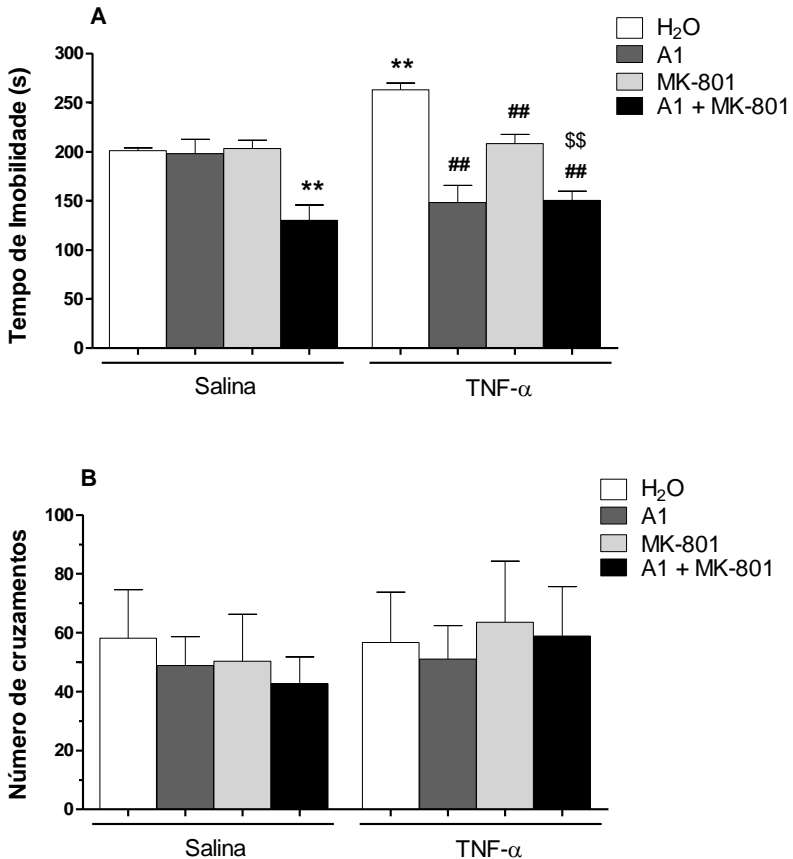 A
H₂O
A1
MK-801
A1 + MK-801
Tempo de Imobilidade (s)
300
250
200
150
100
50
0
**
**
##
##
$$
##
Salina
TNF-α
B
H₂O
A1
MK-801
A1 + MK-801
Número de cruzamentos
100
80
60
40
20
0
Salina
TNF-α